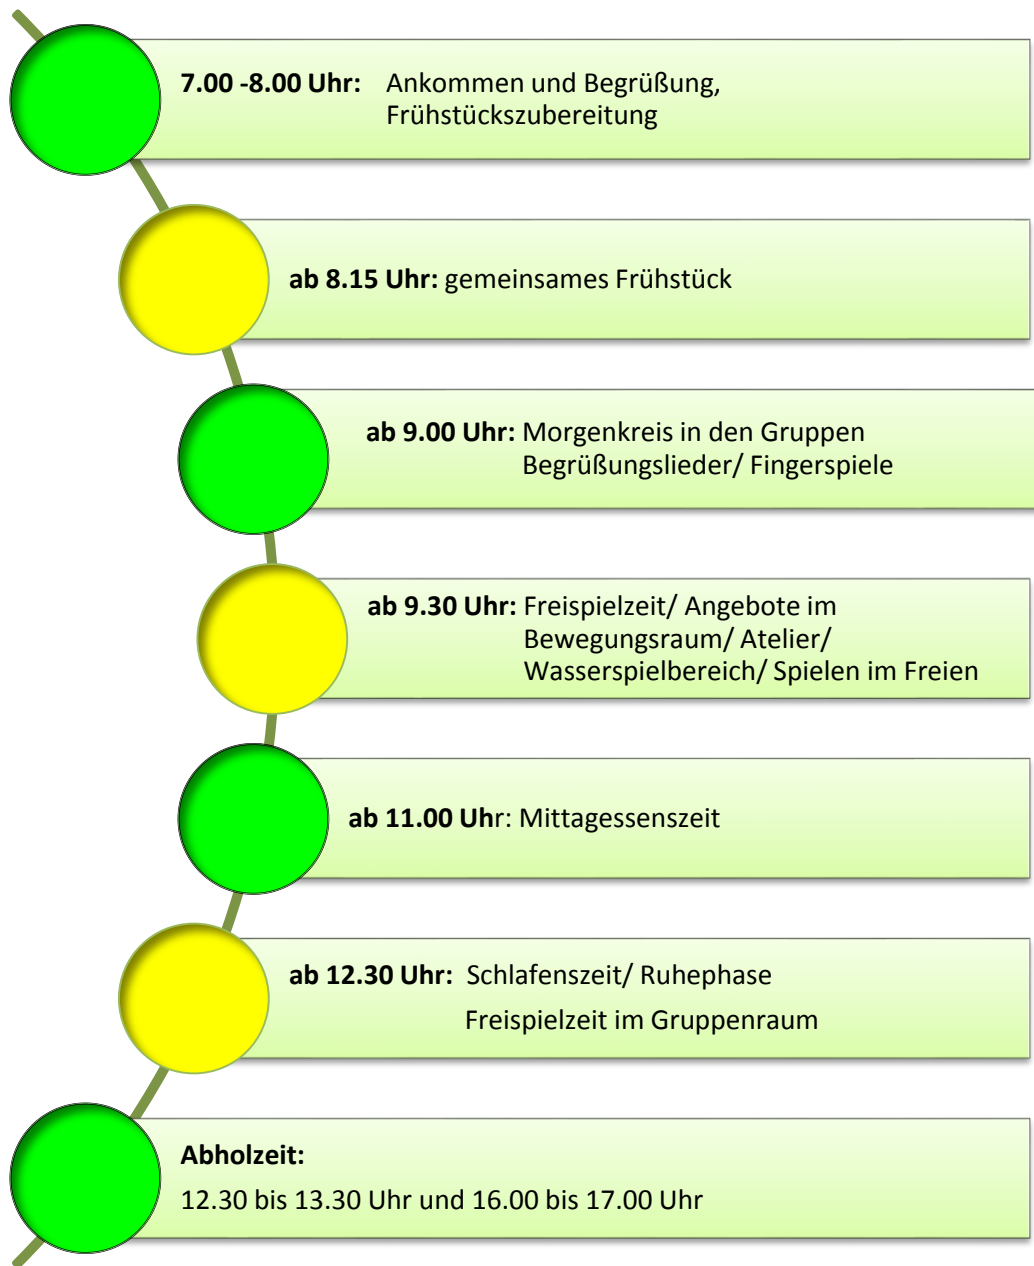 7.00 -8.00 Uhr: Ankommen und Begrüßung,
Frühstückszubereitung
ab 8.15 Uhr: gemeinsames Frühstück
ab 9.00 Uhr: Morgenkreis in den Gruppen
Begrüßungslieder/ Fingerspiele
ab 9.30 Uhr: Freispielzeit/ Angebote im
Bewegungsraum/ Atelier/
Wasserspielbereich/ Spielen im Freien
ab 11.00 Uhr: Mittagessenszeit
ab 12.30 Uhr: Schlafenszeit/ Ruhephase
Freispielzeit im Gruppenraum
Abholzeit:
12.30 bis 13.30 Uhr und 16.00 bis 17.00 Uhr